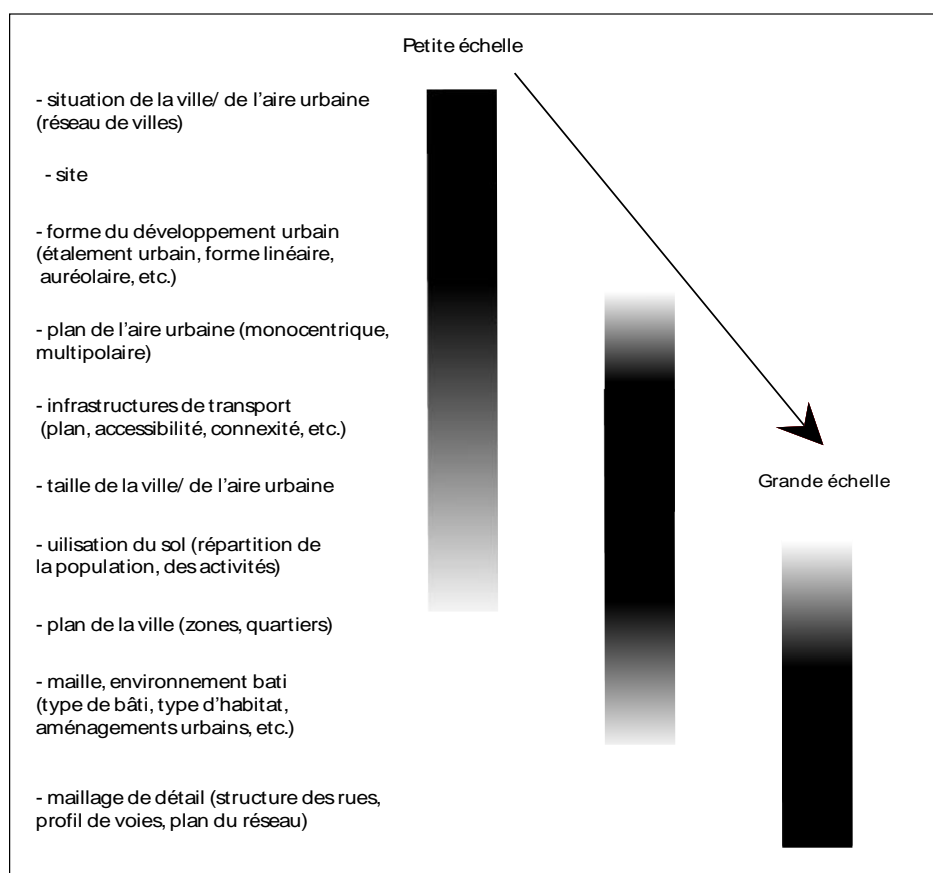 Petite échelle
- situation de la ville/ de l'aire urbaine
(réseau de villes)
- site
- forme du développement urbain
(étalement urbain, forme linéaire,
auréolaire, etc.)
- plan de l'aire urbaine (monocentrique,
multipolaire)
- infrastructures de transport
(plan, accessibilité, connexité, etc.)
- taille de la ville/ de l'aire urbaine
Grande échelle
- uilisation du sol (répartition de
la population, des activités)
- plan de la ville (zones, quartiers)
- maille, environnement bati
(type de bâti, type d'habitat,
aménagements urbains, etc.)
- maillage de détail (structure des rues,
profil de voies, plan du réseau)